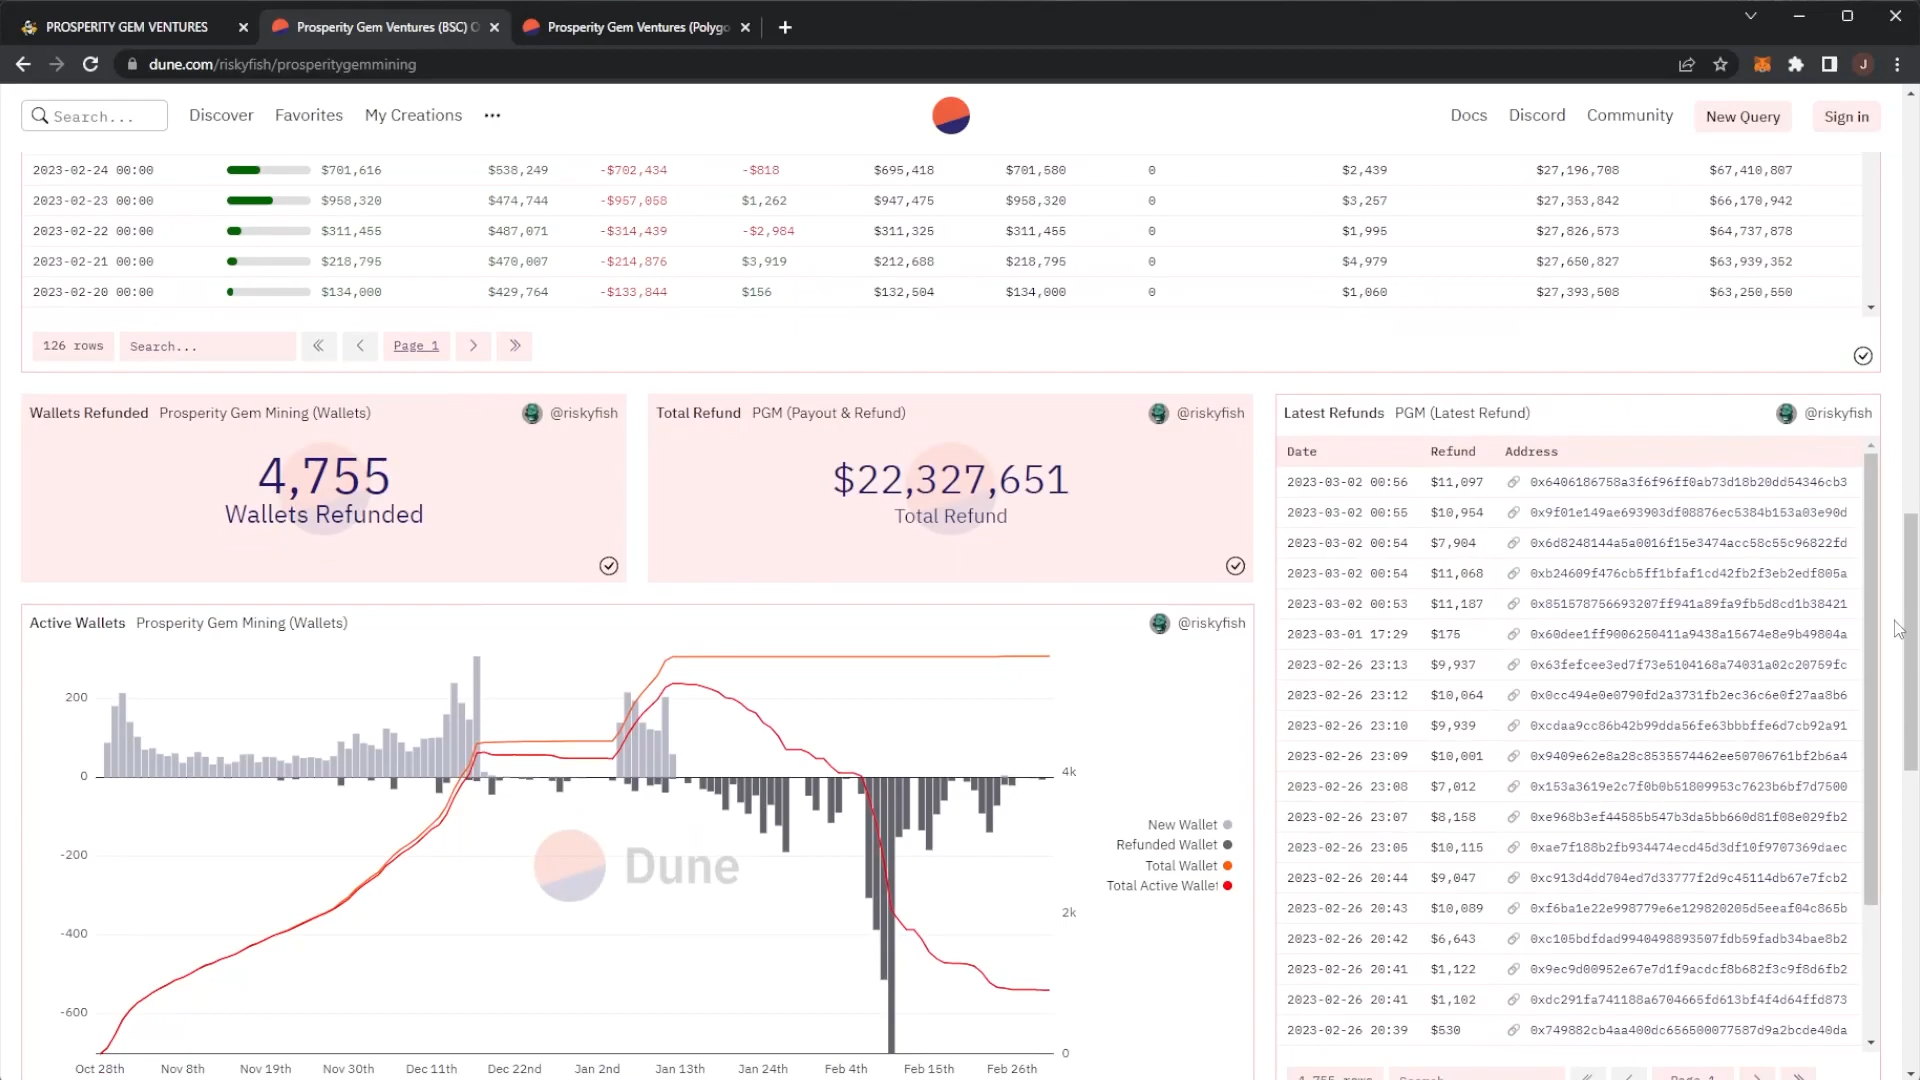 PROSPERITY GEM VENTURES
Prosperity Gem Ventures (BSC) O
Prosperity Gem Ventures (Polygo
dune.com/riskyfish/prosperitygemmining
J
Search...
Discover
Favorites
My Creations
Docs
Discord
Community
New Query
Sign in
2023-02-24 00:00 $701,616 $538,249 -$702,434 -$818 $695,418 $701,580 0 $2,439 $27,196,708 $67,410,807
2023-02-23 00:00 $958,320 $474,744 -$957,058 $1,262 $947,475 $958,320 0 $3,257 $27,353,842 $66,170,942
2023-02-22 00:00 $311,455 $487,071 -$314,439 -$2,984 $311,325 $311,455 0 $1,995 $27,826,573 $64,737,878
2023-02-21 00:00 $218,795 $470,007 -$214,876 $3,919 $212,688 $218,795 0 $4,979 $27,650,827 $63,939,352
2023-02-20 00:00 $134,000 $429,764 -$133,844 $156 $132,504 $134,000 0 $1,060 $27,393,508 $63,250,550
126 rows Search... Page 1
Wallets Refunded Prosperity Gem Mining (Wallets) @riskyfish
4,755
Wallets Refunded
Total Refund PGM (Payout & Refund) @riskyfish
$22,327,651
Total Refund
Latest Refunds PGM (Latest Refund) @riskyfish
Date Refund Address
2023-03-02 00:56 $11,097 0x6406186758a3f6f96ff0ab73d18b20dd54346cb3
2023-03-02 00:55 $10,954 0x9f01e149ae693903df08876ec5384b153a03e90d
2023-03-02 00:54 $7,904 0x6d8248144a5a0016f15e3474acc58c55c96822fd
2023-03-02 00:54 $11,068 0xb24609f476cb5ff1bfaf1cd42fb2f3eb2edf805a
2023-03-02 00:53 $11,187 0x851578756693207ff941a89fa9fb5d8cd1b38421
2023-03-01 17:29 $175 0x60dee1ff9006250411a9438a15674e8e9b49804a
2023-02-26 23:13 $9,937 0x63fefcee3ed7f73e5104168a74031a02c20759fc
2023-02-26 23:12 $10,064 0x0cc494e0e0790fd2a3731fb2ec36c6e0f27aa8b6
2023-02-26 23:10 $9,939 0xcdaa9cc86b42b99dda56fe63bbbffe6d7cb92a91
2023-02-26 23:09 $10,001 0x9409e62e8a28c8535574462ee50706761bf2b6a4
2023-02-26 23:08 $7,012 0x153a3619e2c7f0b0b51809953c7623b6bf7d7500
2023-02-26 23:07 $8,158 0xe968b3ef44585b547b3da5bb660d81f08e029fb2
2023-02-26 23:05 $10,115 0xae7f188b2fb934474ecd45d3df10f9707369daec
2023-02-26 20:44 $9,047 0xc913d4dd704ed7d33777f2d9c45114db67e7fcb2
2023-02-26 20:43 $10,089 0xf6ba1e22e998779e6e129820205d5eeaf04c865b
2023-02-26 20:42 $6,643 0xc105bdfdad9940498893507fdb59fadb34bae8b2
2023-02-26 20:41 $1,122 0x9ec9d00952e67e7d1f9acdcf8b682f3c9f8d6fb2
2023-02-26 20:41 $1,102 0xdc291fa741188a6704665fd613bf4f4d64ffd873
2023-02-26 20:39 $530 0x749882cb4aa400dc656500077587d9a2bcde40da
4,755 rows Search... Page 1
Active Wallets Prosperity Gem Mining (Wallets) @riskyfish
200
0
-200
-400
-600
4k
2k
0
Dune
New Wallet
Refunded Wallet
Total Wallet
Total Active Wallet
Oct 28th Nov 8th Nov 19th Nov 30th Dec 11th Dec 22nd Jan 2nd Jan 13th Jan 24th Feb 4th Feb 15th Feb 26th